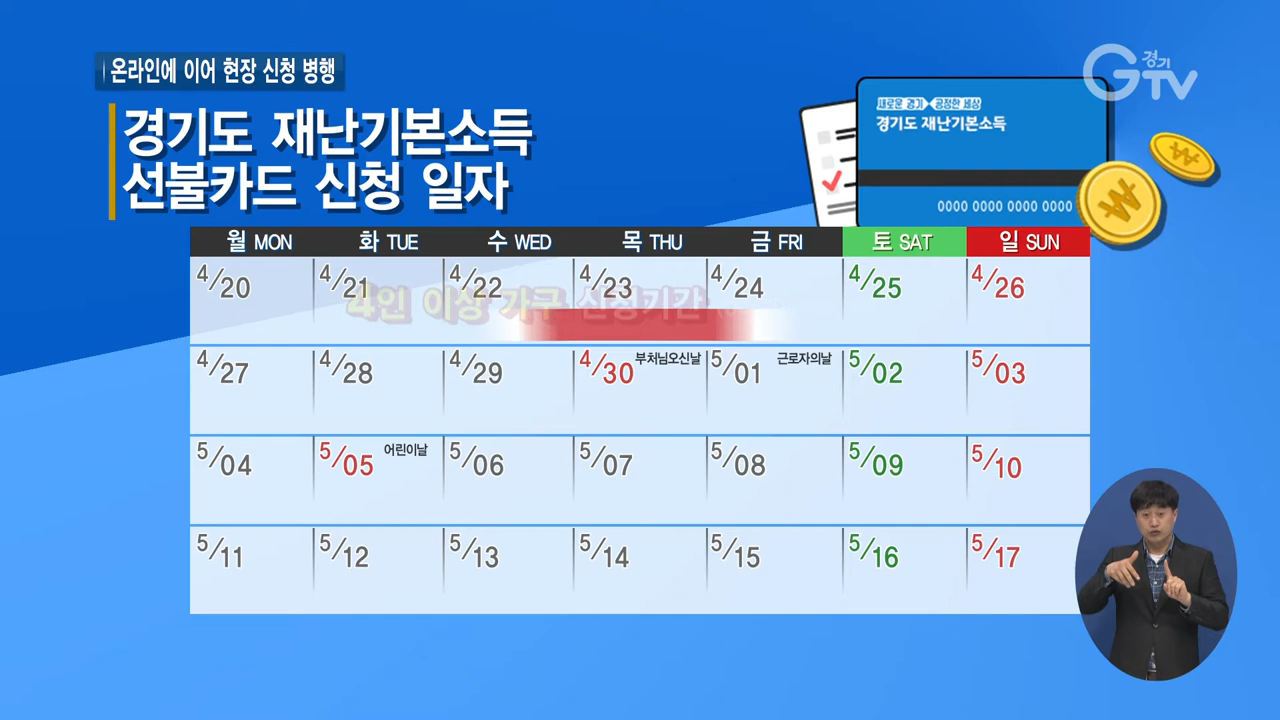 온라인에 이어 현장 신청 병행
경기도 재난기본소득
선불카드 신청 일자
경기
GTV
새로운 경기 공정한 세상
경기도 재난기본소득
0000 0000 0000 0000
월 MON 화 TUE 수 WED 목 THU 금 FRI 토 SAT 일 SUN
4/20 4/21 4/22 4/23 4/24 4/25 4/26
4인 이상 가구 신청기간
4/27 4/28 4/29 4/30 부처님오신날 5/01 근로자의날 5/02 5/03
5/04 5/05 어린이날 5/06 5/07 5/08 5/09 5/10
5/11 5/12 5/13 5/14 5/15 5/16 5/17